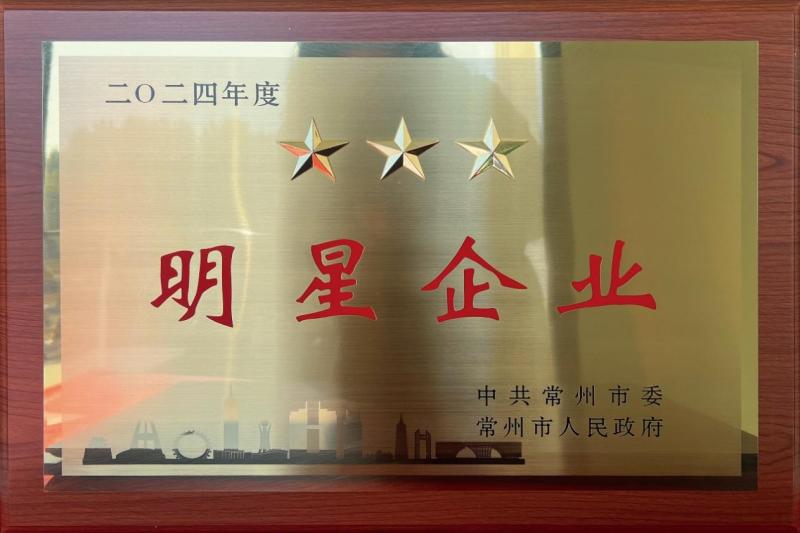 二〇二四年度
明星企业
中共常州市委
常州市人民政府